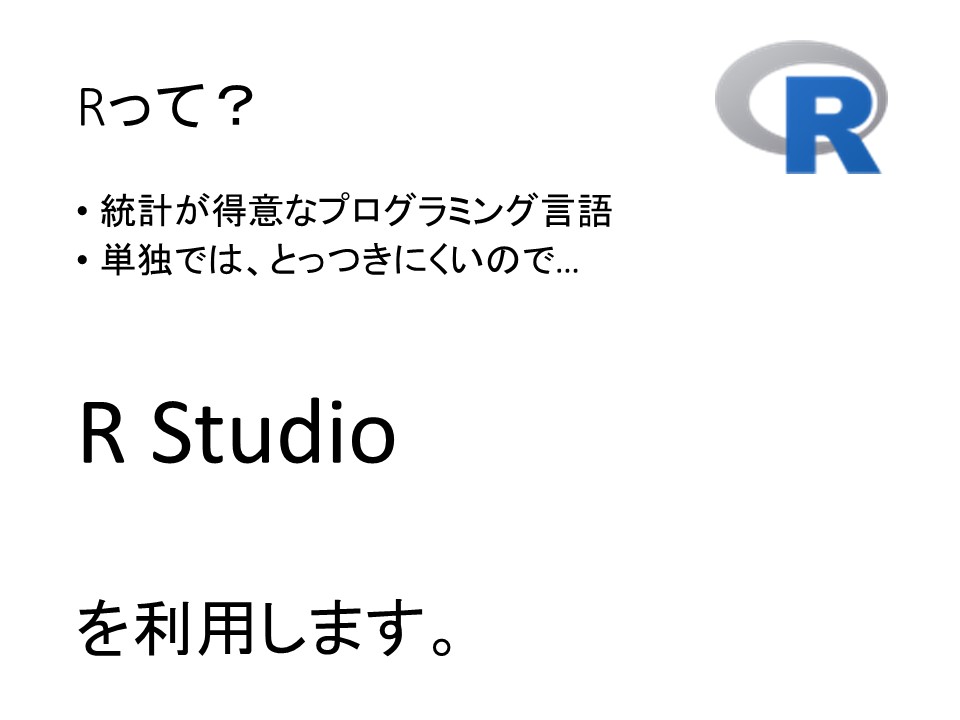 Rって？
R
• 統計が得意なプログラミング言語
• 単独では、とっつきにくいので…
R Studio
を利用します。